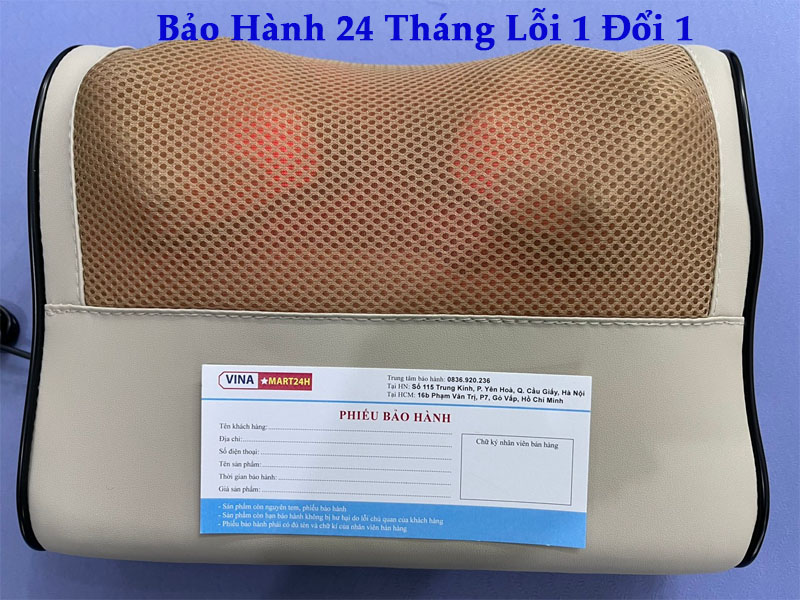 Bảo Hành 24 Tháng Lỗi 1 Đổi 1
VINA ★MART24H
Trung tâm bảo hành: 0836.920.236
Tại HN: Số 115 Trung Kính, P. Yên Hoà, Q. Cầu Giấy, Hà Nội
Tại HCM: 16b Phạm Văn Trị, P7, Gò Vấp, Hồ Chí Minh
PHIẾU BẢO HÀNH
Tên khách hàng:
Địa chỉ:
Số điện thoại:
Tên sản phẩm:
Thời gian bảo hành:
Giá sản phẩm:
Chữ ký nhân viên bán hàng
- Sản phẩm còn nguyên tem, phiếu bảo hành
- Sản phẩm còn hạn bảo hành không bị hư hại do lỗi chủ quan của khách hàng
- Phiếu bảo hành phải có đủ tên và chữ kí của nhân viên bán hàng